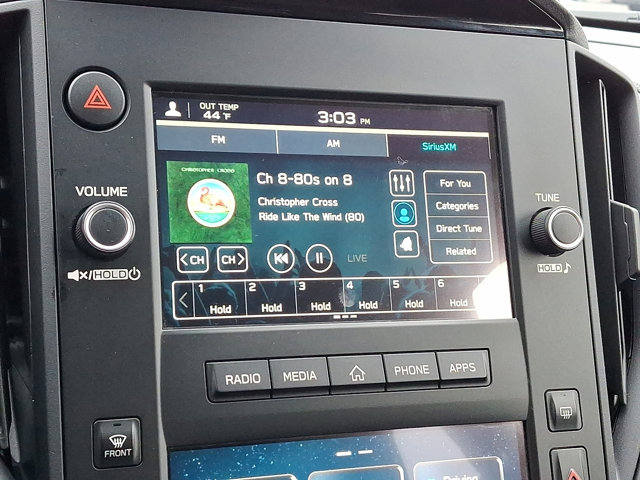 OUT TEMP
44 °F
3:03 PM
FM
AM
SiriusXM
CHRISTOPHER CROSS
Ch 8-80s on 8
Christopher Cross
Ride Like The Wind (80)
For You
Categories
Direct Tune
Related
<CH
CH>
LIVE
1 Hold
2 Hold
3 Hold
4 Hold
5 Hold
6 Hold
VOLUME
/HOLD
TUNE
HOLD
RADIO
MEDIA
PHONE
APPS
FRONT
Driving